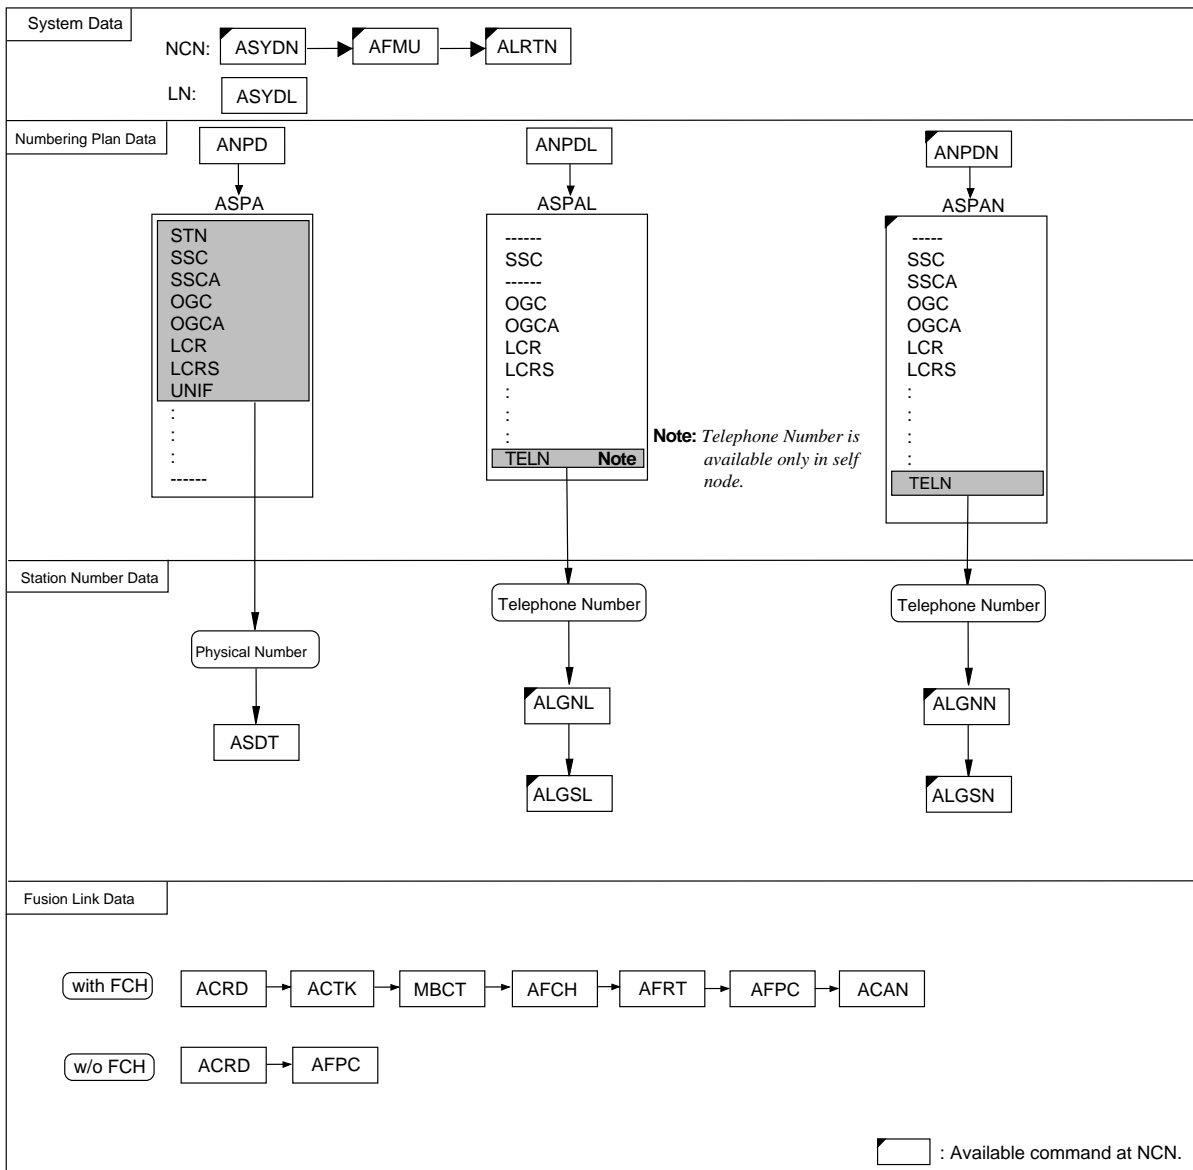 System Data
NCN: ASYDN AFMU ALRTN
LN: ASYDL
Numbering Plan Data
ANPD
ASPA
STN
SSC
SSCA
OGC
OGCA
LCR
LCRS
UNIF
:
:
:
------
ANPDL
ASPAL
------
SSC
------
OGC
OGCA
LCR
LCRS
:
:
:
TELN Note
Note: Telephone Number is
available only in self
node.
ANPDN
ASPAN
-----
SSC
SSCA
OGC
OGCA
LCR
LCRS
:
:
:
:
TELN
Station Number Data
Physical Number
ASDT
Telephone Number
ALGNL
ALGSL
Telephone Number
ALGNN
ALGSN
Fusion Link Data
with FCH ACRD ACTK MBCT AFCH AFRT AFPC ACAN
w/o FCH ACRD AFPC
: Available command at NCN.